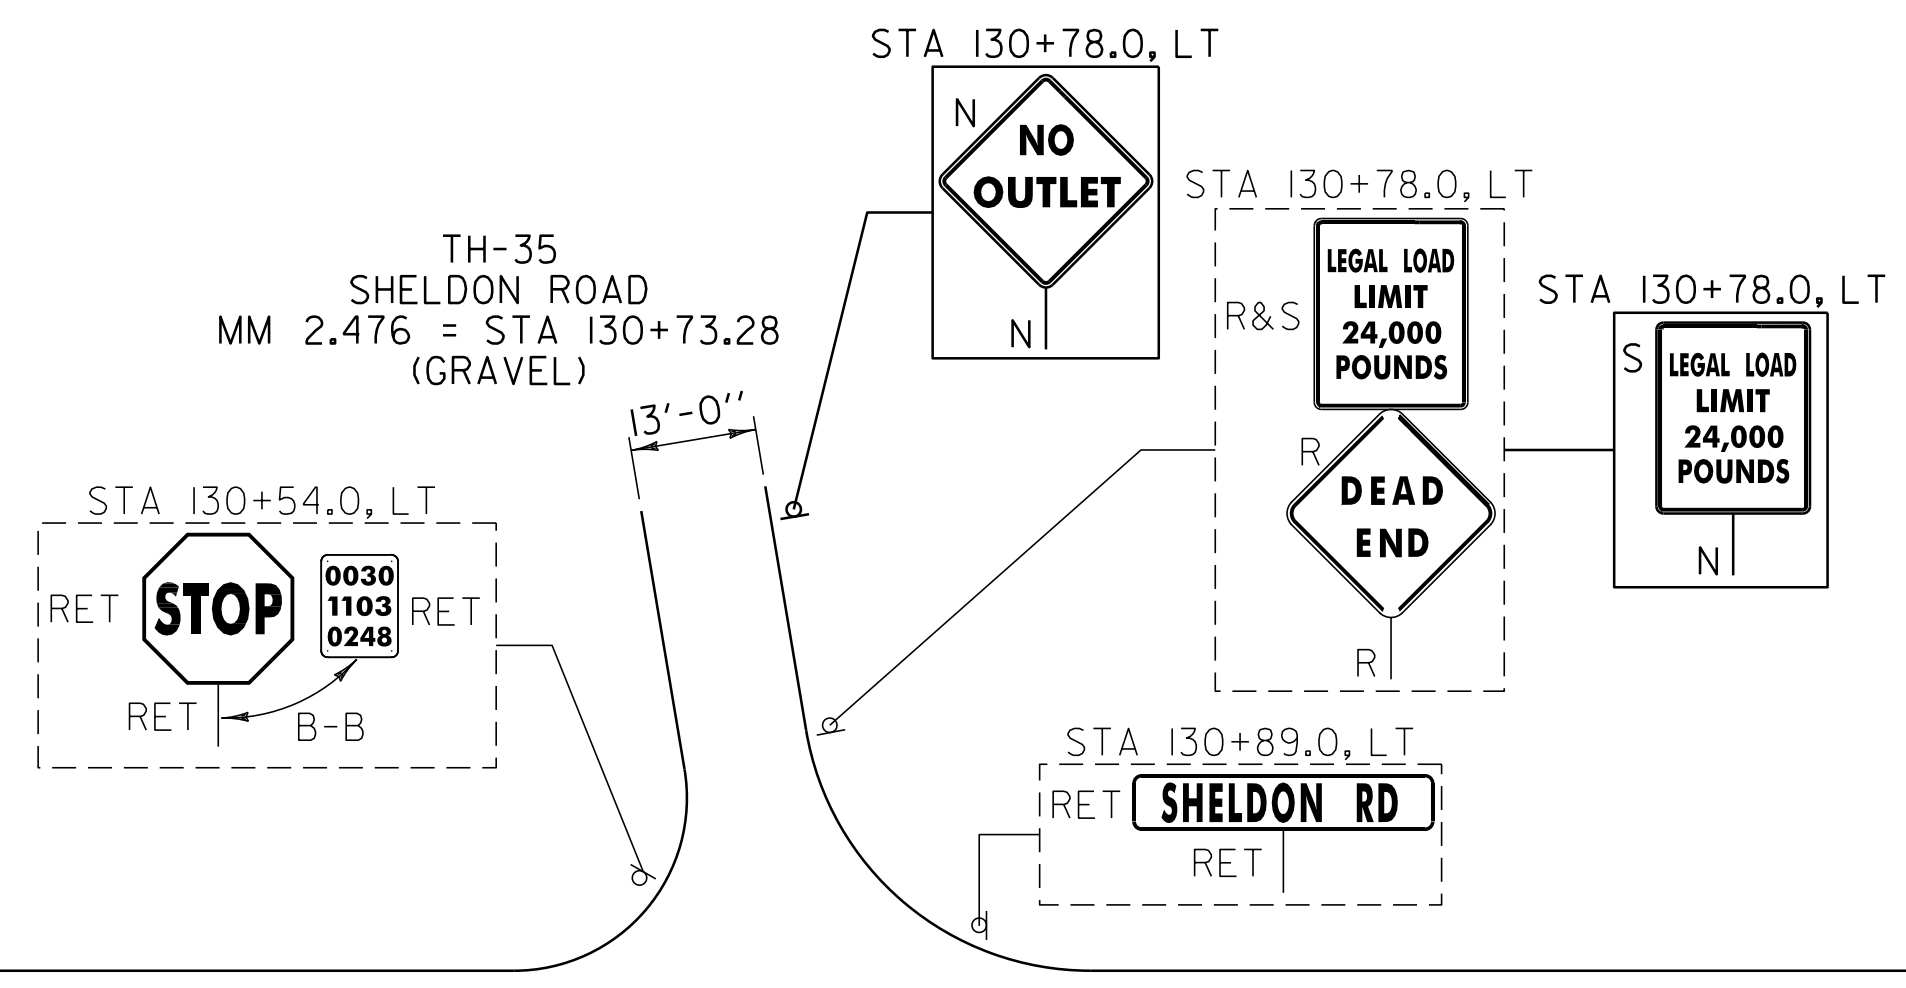 STA 130+78.0, LT
N
NO
OUTLET
N
STA 130+78.0, LT
R&S
LEGAL LOAD
LIMIT
24,000
POUNDS
R
DEAD
END
R
STA 130+78.0, LT
S
LEGAL LOAD
LIMIT
24,000
POUNDS
N
TH-35
SHELDON ROAD
MM 2.476 = STA 130+73.28
(GRAVEL)
13'-0''
STA 130+54.0, LT
RET
STOP
0030
1103
0248
RET
RET
B-B
STA 130+89.0, LT
RET
SHELDON RD
RET